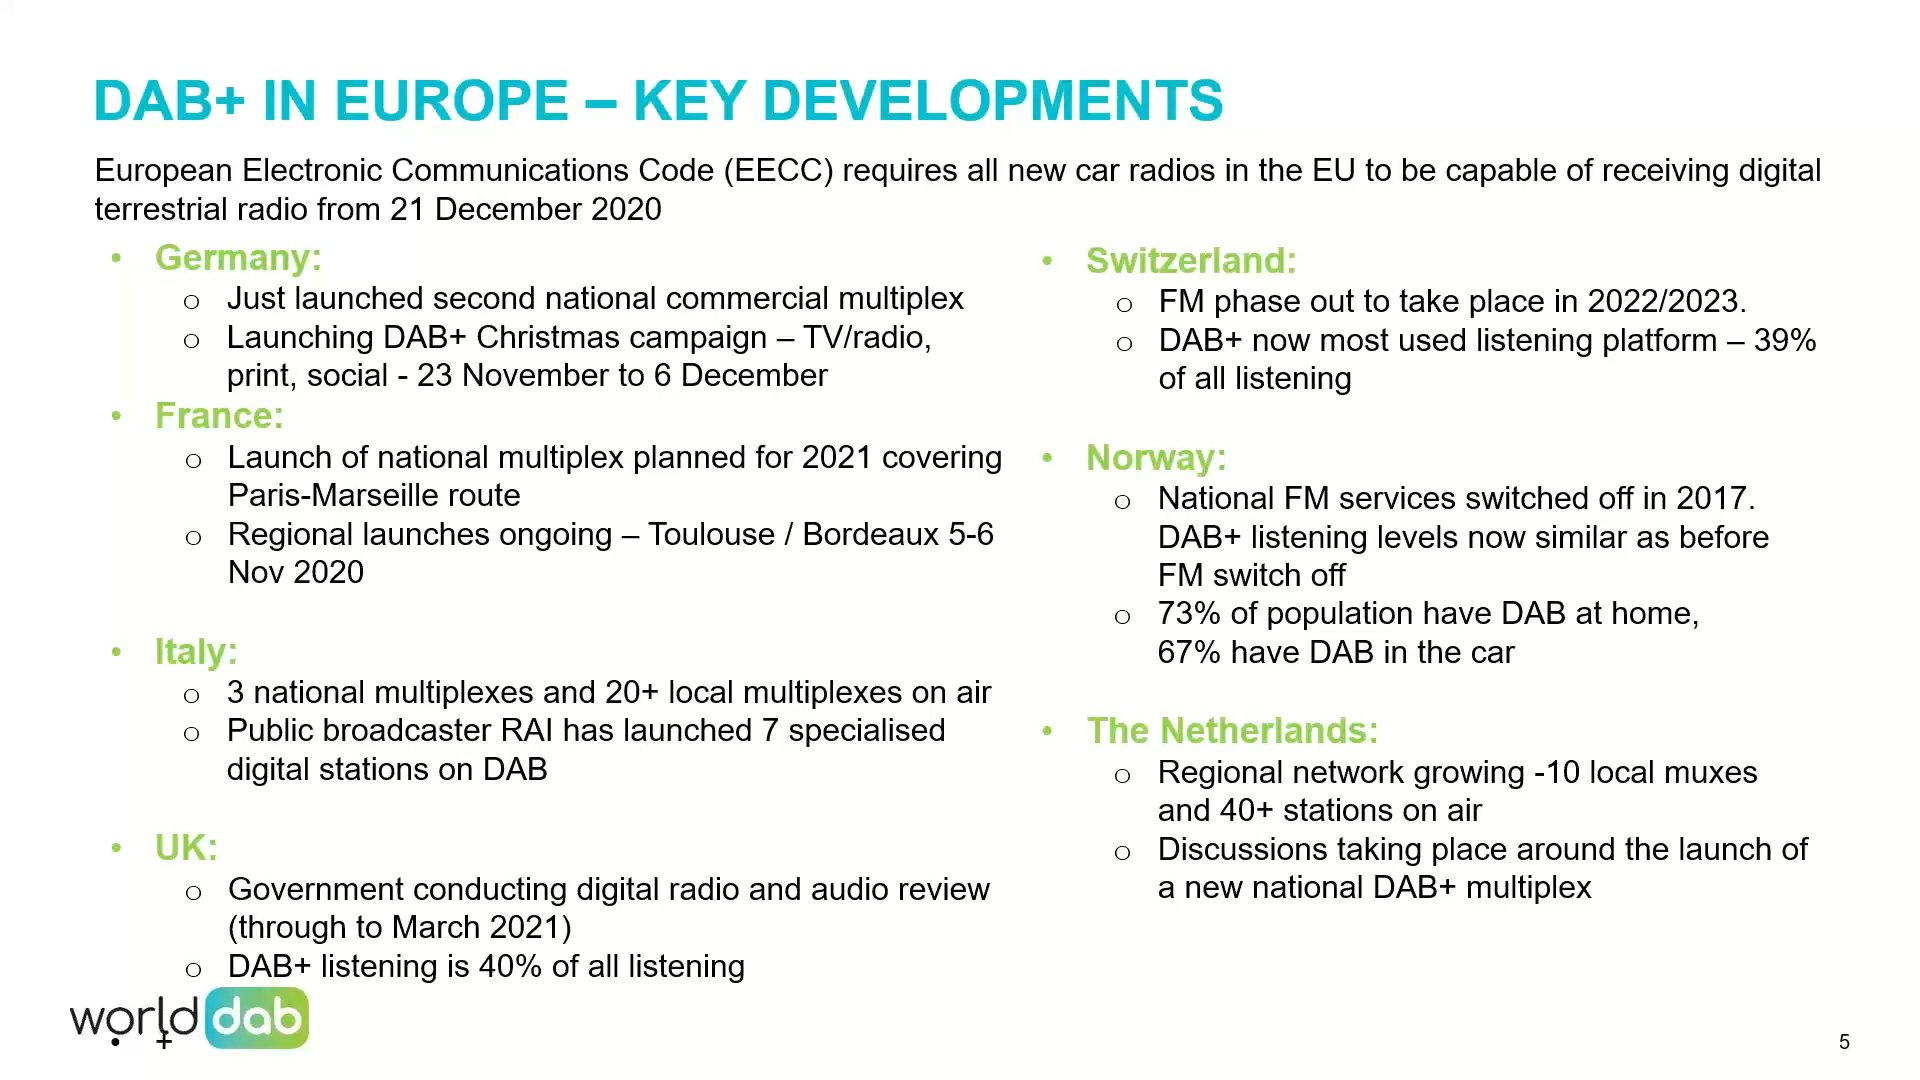 DAB+ IN EUROPE – KEY DEVELOPMENTS
European Electronic Communications Code (EECC) requires all new car radios in the EU to be capable of receiving digital
terrestrial radio from 21 December 2020
• Germany:
o Just launched second national commercial multiplex
o Launching DAB+ Christmas campaign – TV/radio,
print, social - 23 November to 6 December
• France:
o Launch of national multiplex planned for 2021 covering
Paris-Marseille route
o Regional launches ongoing – Toulouse / Bordeaux 5-6
Nov 2020
• Italy:
o 3 national multiplexes and 20+ local multiplexes on air
o Public broadcaster RAI has launched 7 specialised
digital stations on DAB
• UK:
o Government conducting digital radio and audio review
(through to March 2021)
o DAB+ listening is 40% of all listening
• Switzerland:
o FM phase out to take place in 2022/2023.
o DAB+ now most used listening platform – 39%
of all listening
• Norway:
o National FM services switched off in 2017.
DAB+ listening levels now similar as before
FM switch off
o 73% of population have DAB at home,
67% have DAB in the car
• The Netherlands:
o Regional network growing -10 local muxes
and 40+ stations on air
o Discussions taking place around the launch of
a new national DAB+ multiplex
world dab
5